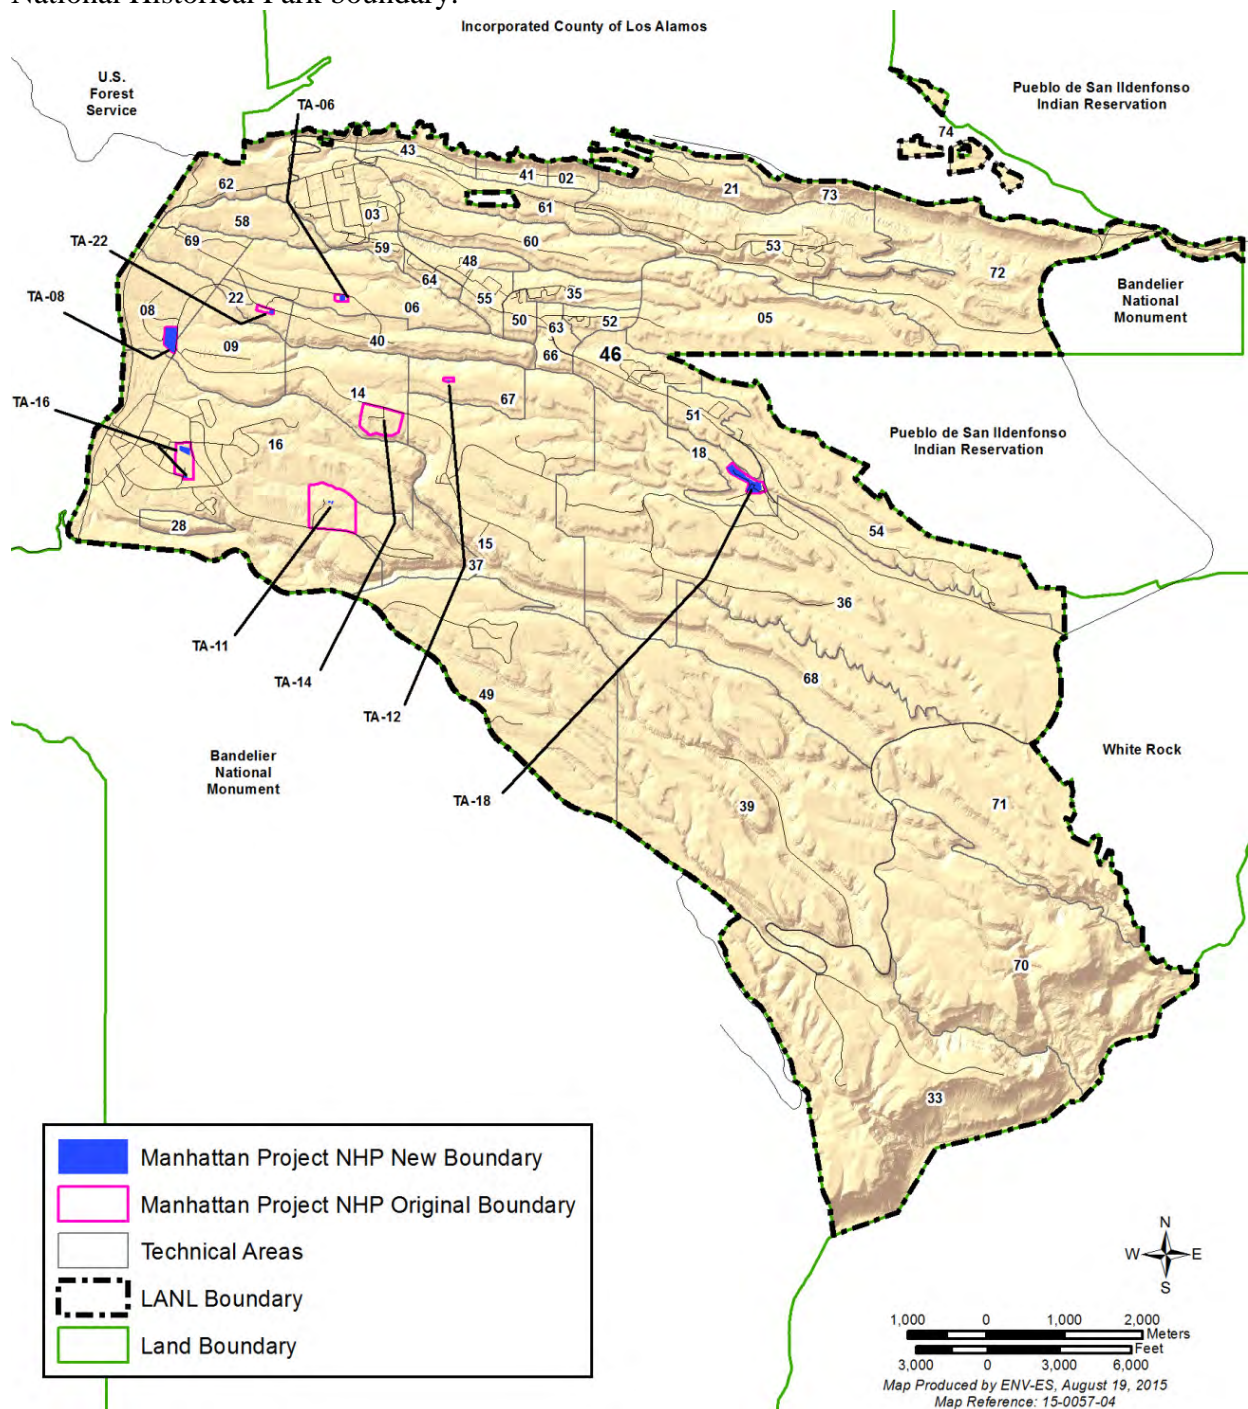 National Historical Park boundary.
Incorporated County of Los Alamos
U.S.
Forest
Service
Pueblo de San Ildenfonso
Indian Reservation
TA-06
74
43
41
02
21
73
62
03
61
58
60
53
69
59
48
72
TA-22
64
Bandelier
National
Monument
TA-08
08
22
06
55
35
50
52
05
63
09
40
66
46
14
67
TA-16
51
16
18
Pueblo de San Ildenfonso
Indian Reservation
28
54
15
37
36
TA-11
TA-14
68
49
TA-12
Bandelier
National
Monument
White Rock
TA-18
39
71
70
33
Manhattan Project NHP New Boundary
Manhattan Project NHP Original Boundary
Technical Areas
LANL Boundary
Land Boundary
N
W
E
S
1,000 0 1,000 2,000
Meters
Feet
3,000 0 3,000 6,000
Map Produced by ENV-ES, August 19, 2015
Map Reference: 15-0057-04